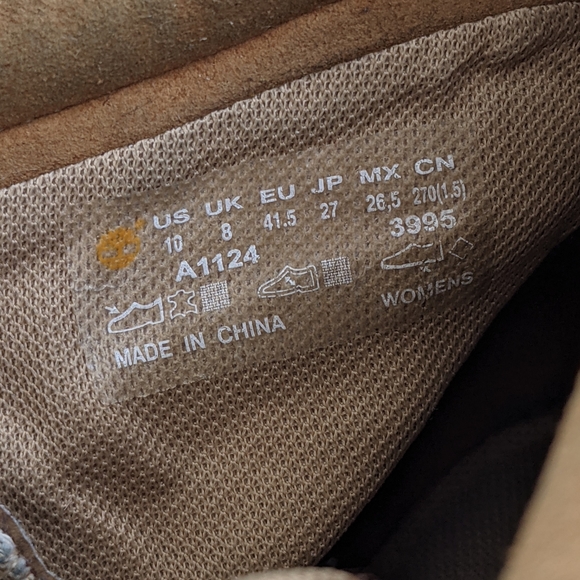 US UK EU JP MX CN
10 8 41.5 27 26,5 270(1.5)
A1124 3995
WOMENS
MADE IN CHINA